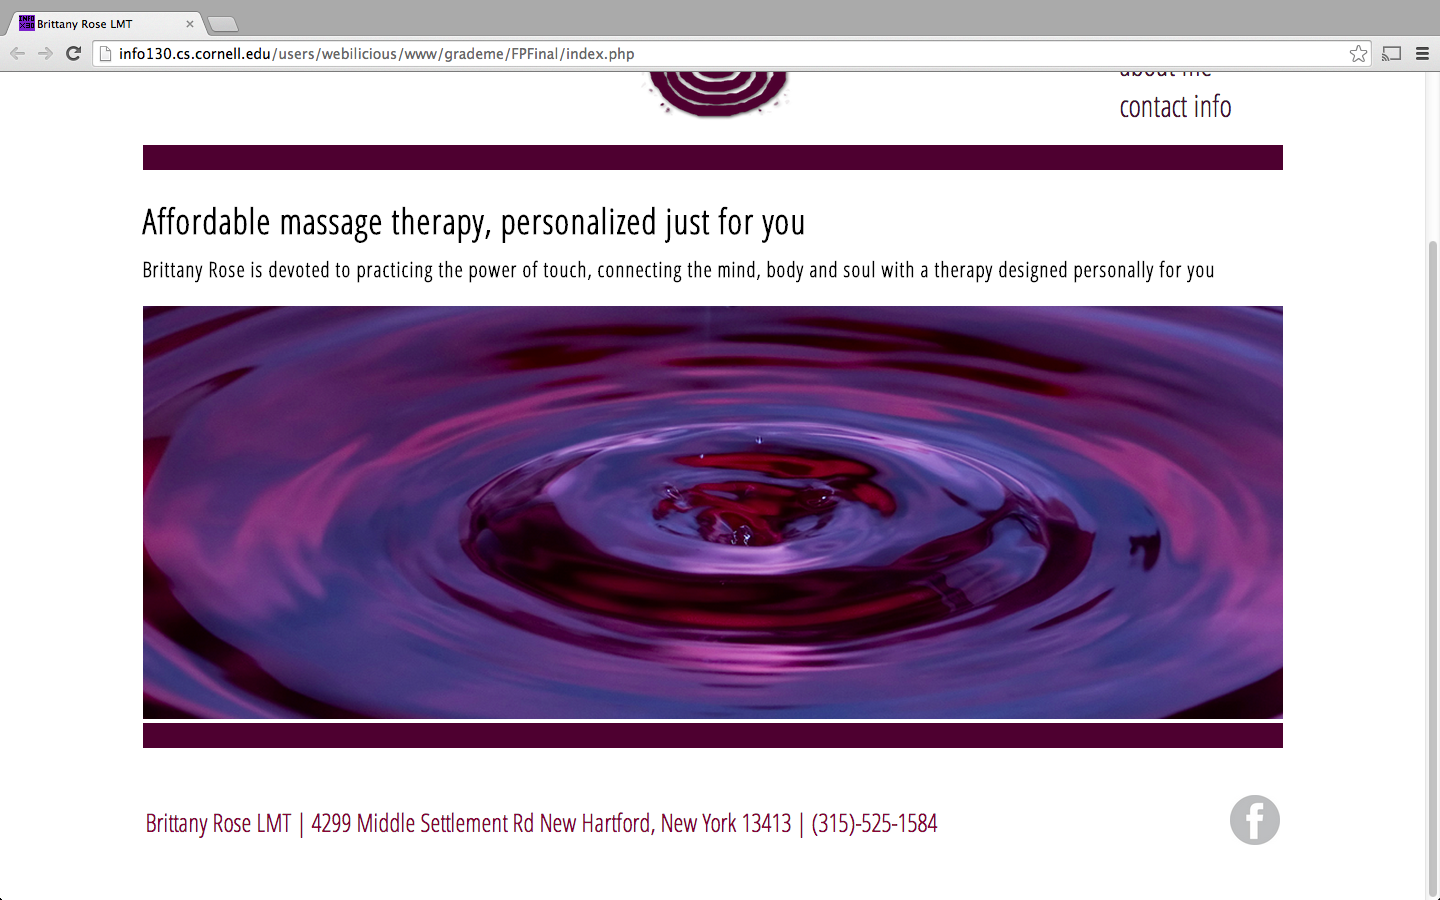 Brittany Rose LMT
info130.cs.cornell.edu/users/webilicious/www/grademe/FPFinal/index.php
about me
contact info
Affordable massage therapy, personalized just for you
Brittany Rose is devoted to practicing the power of touch, connecting the mind, body and soul with a therapy designed personally for you
Brittany Rose LMT | 4299 Middle Settlement Rd New Hartford, New York 13413 | (315)-525-1584